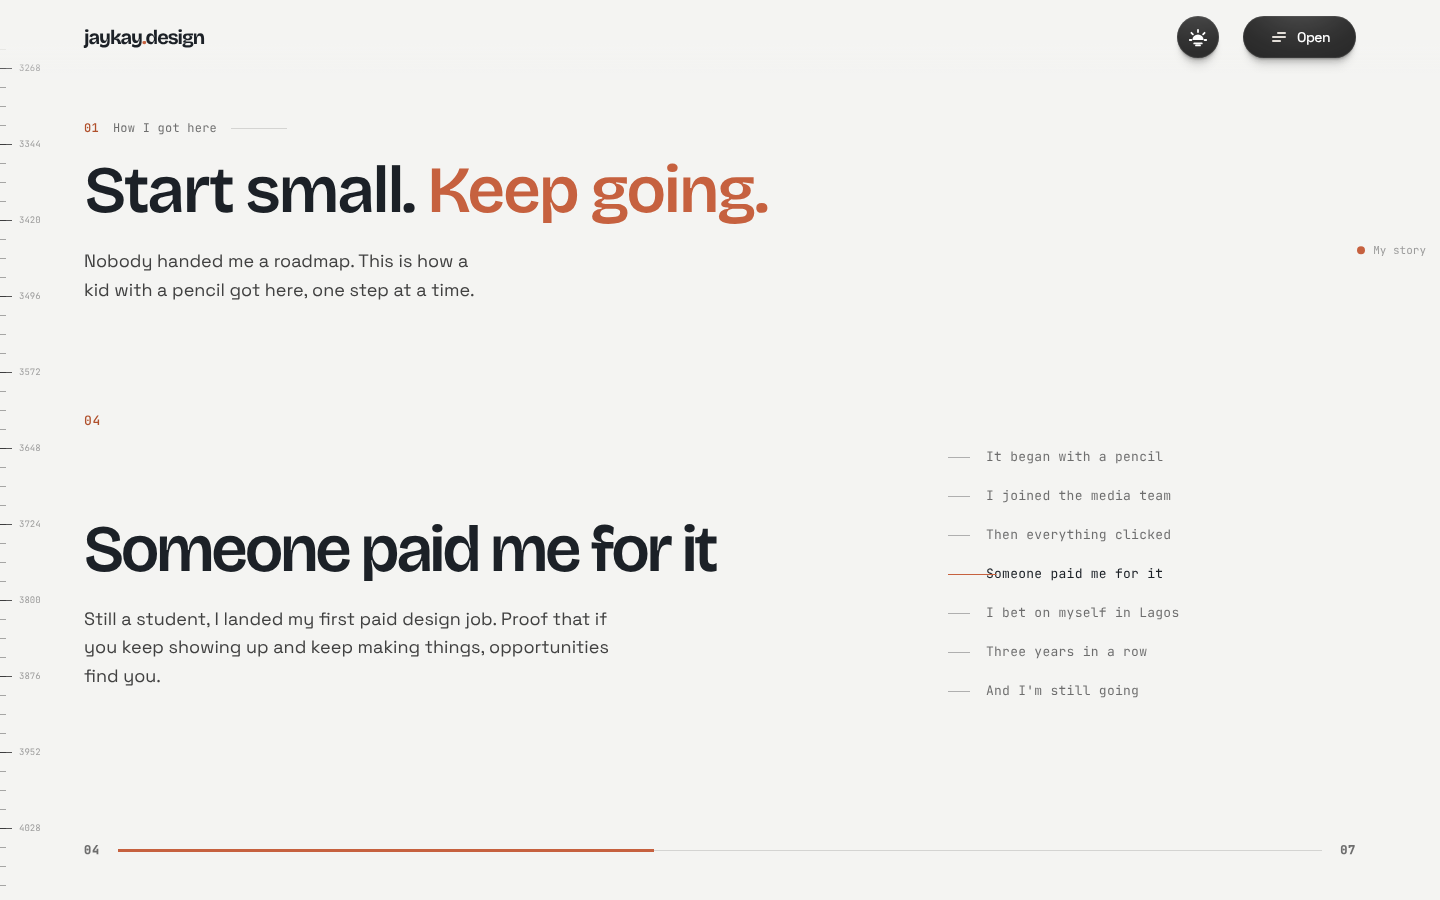 jaykay.design
Open
01 How I got here
Start small. Keep going.
Nobody handed me a roadmap. This is how a
kid with a pencil got here, one step at a time.
My story
04
Someone paid me for it
Still a student, I landed my first paid design job. Proof that if
you keep showing up and keep making things, opportunities
find you.
It began with a pencil
I joined the media team
Then everything clicked
Someone paid me for it
I bet on myself in Lagos
Three years in a row
And I'm still going
04
07
3268
3344
3420
3496
3572
3648
3724
3800
3876
3952
4028